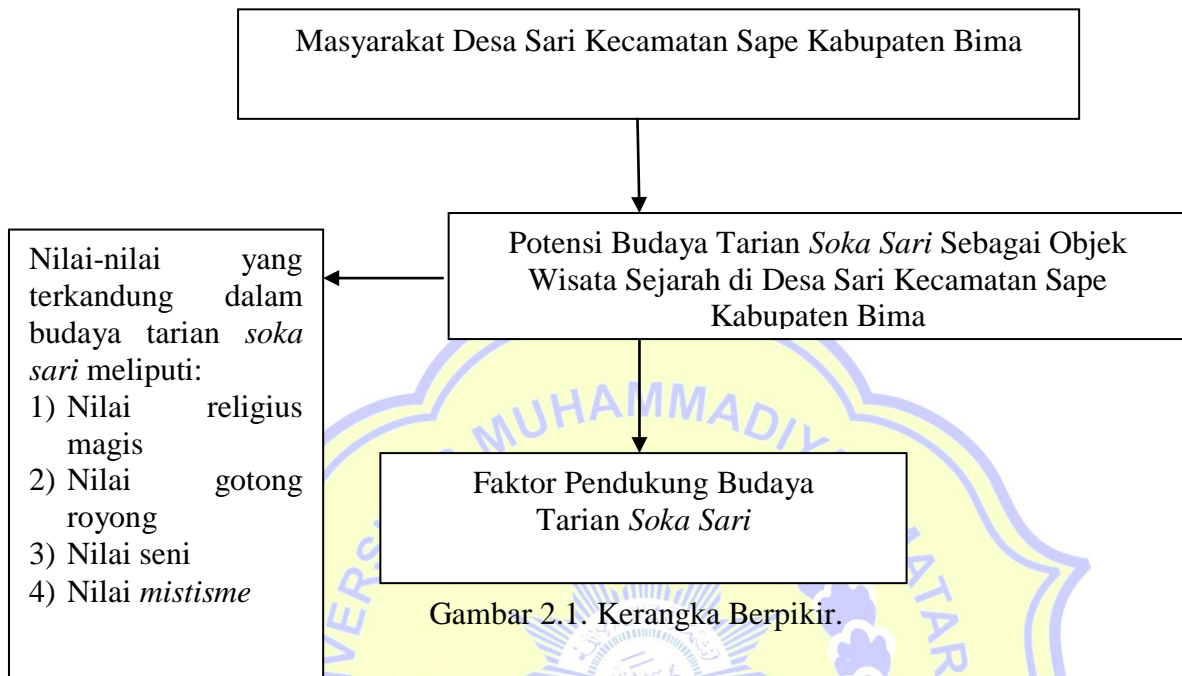 Masyarakat Desa Sari Kecamatan Sape Kabupaten Bima
Potensi Budaya Tarian Soka Sari Sebagai Objek
Wisata Sejarah di Desa Sari Kecamatan Sape
Kabupaten Bima
Nilai-nilai yang
terkandung dalam
budaya tarian soka
sari meliputi:
1) Nilai religius
magis
2) Nilai gotong
royong
3) Nilai seni
4) Nilai mistisme
Faktor Pendukung Budaya
Tarian Soka Sari
Gambar 2.1. Kerangka Berpikir.
MUHAMMADIY
VERS
MATAR